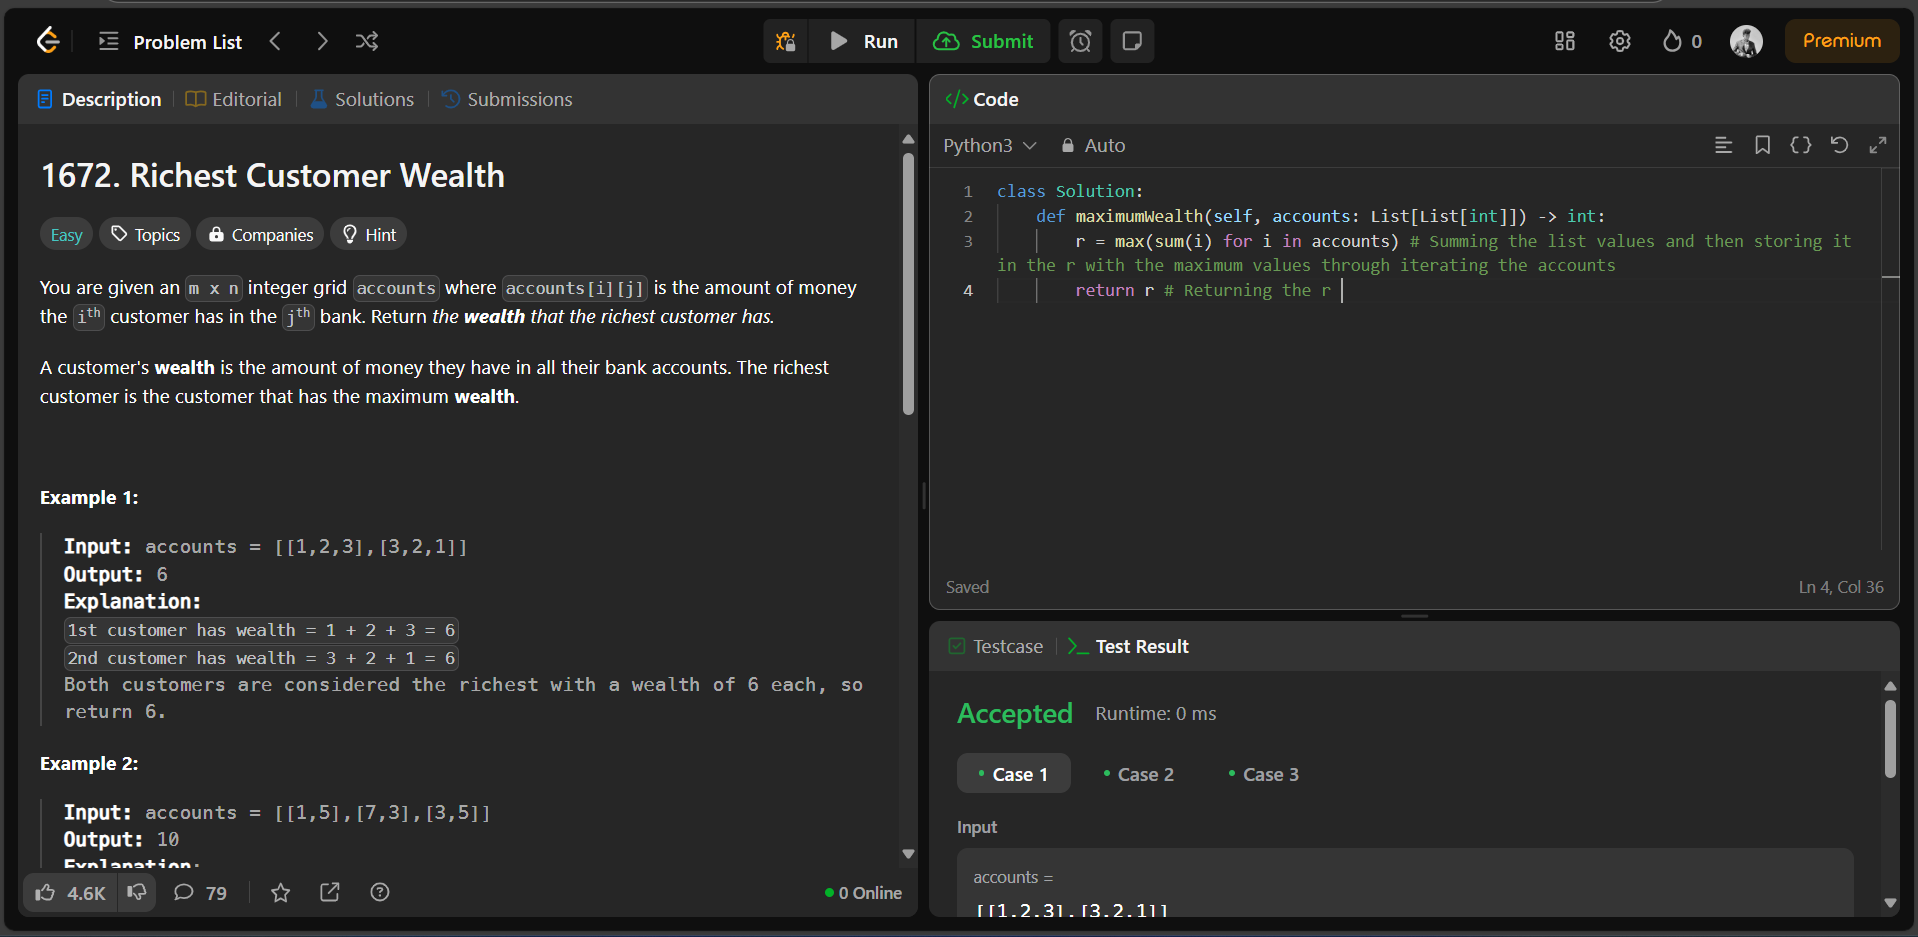 Problem List
Run
Submit
0
Premium
Description
Editorial
Solutions
Submissions
1672. Richest Customer Wealth
Easy
Topics
Companies
Hint
You are given an m x n integer grid accounts where accounts[i][j] is the amount of money
the ith customer has in the jth bank. Return the wealth that the richest customer has.
A customer's wealth is the amount of money they have in all their bank accounts. The richest
customer is the customer that has the maximum wealth.
Example 1:
Input: accounts = [[1,2,3],[3,2,1]]
Output: 6
Explanation:
1st customer has wealth = 1 + 2 + 3 = 6
2nd customer has wealth = 3 + 2 + 1 = 6
Both customers are considered the richest with a wealth of 6 each, so
return 6.
Example 2:
Input: accounts = [[1,5],[7,3],[3,5]]
Output: 10
Explanation:
4.6K
79
0 Online
</> Code
Python3
Auto
1 class Solution:
2     def maximumWealth(self, accounts: List[List[int]]) -> int:
3         r = max(sum(i) for i in accounts) # Summing the list values and then storing it
in the r with the maximum values through iterating the accounts
4         return r # Returning the r
Saved
Ln 4, Col 36
Testcase
Test Result
Accepted
Runtime: 0 ms
Case 1
Case 2
Case 3
Input
accounts =
[[1,2,3],[3,2,1]]